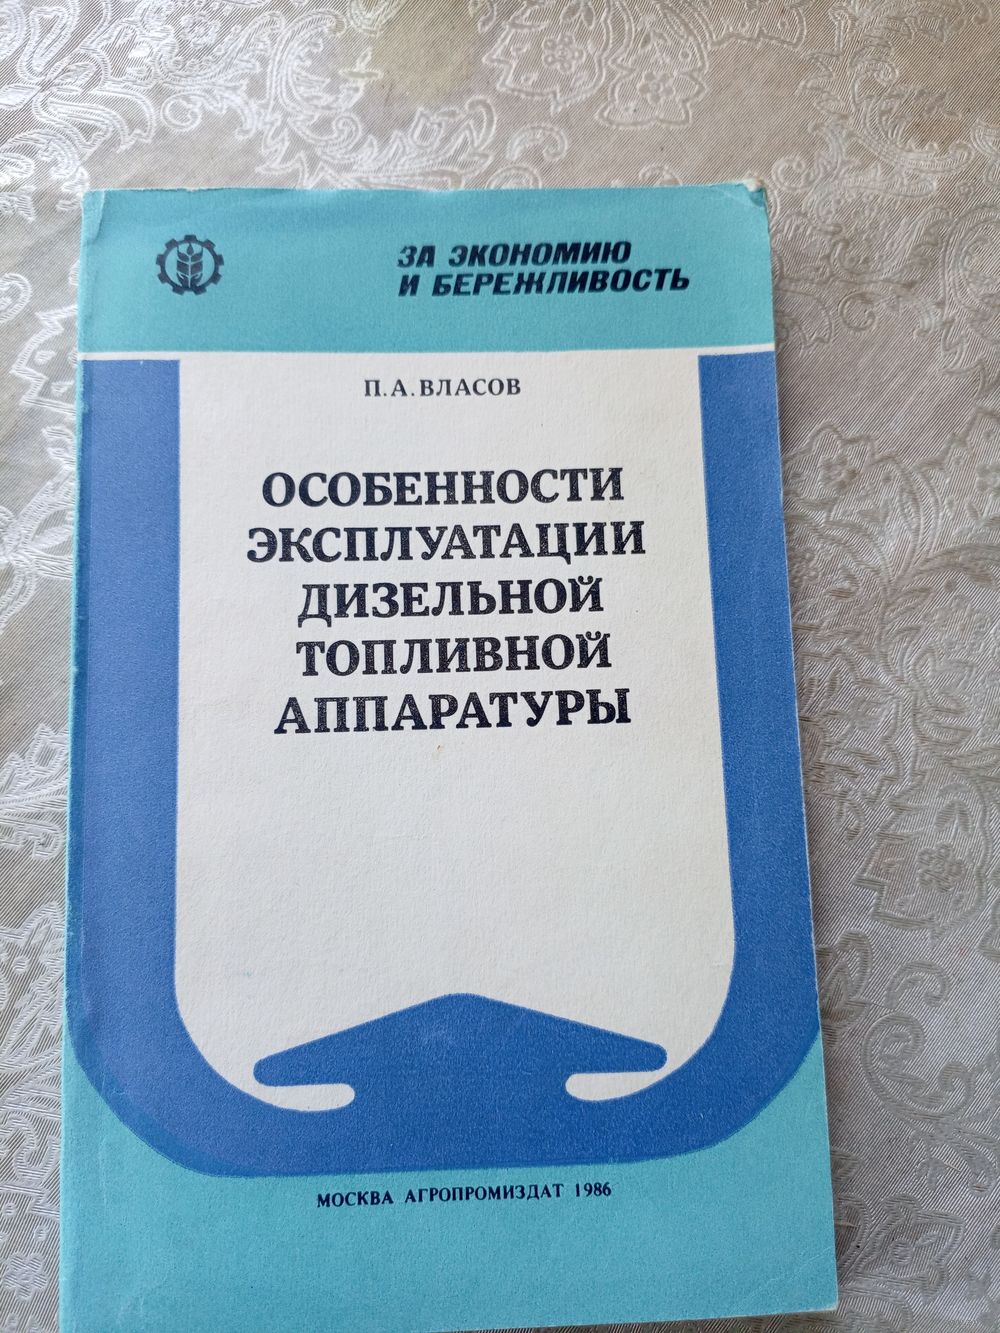 ЗА ЭКОНОМИЮ
И БЕРЕЖЛИВОСТЬ
П.А.ВЛАСОВ
ОСОБЕННОСТИ
ЭКСПЛУАТАЦИИ
ДИЗЕЛЬНОЙ
ТОПЛИВНОЙ
АППАРАТУРЫ
МОСКВА АГРОПРОМИЗДАТ 1986